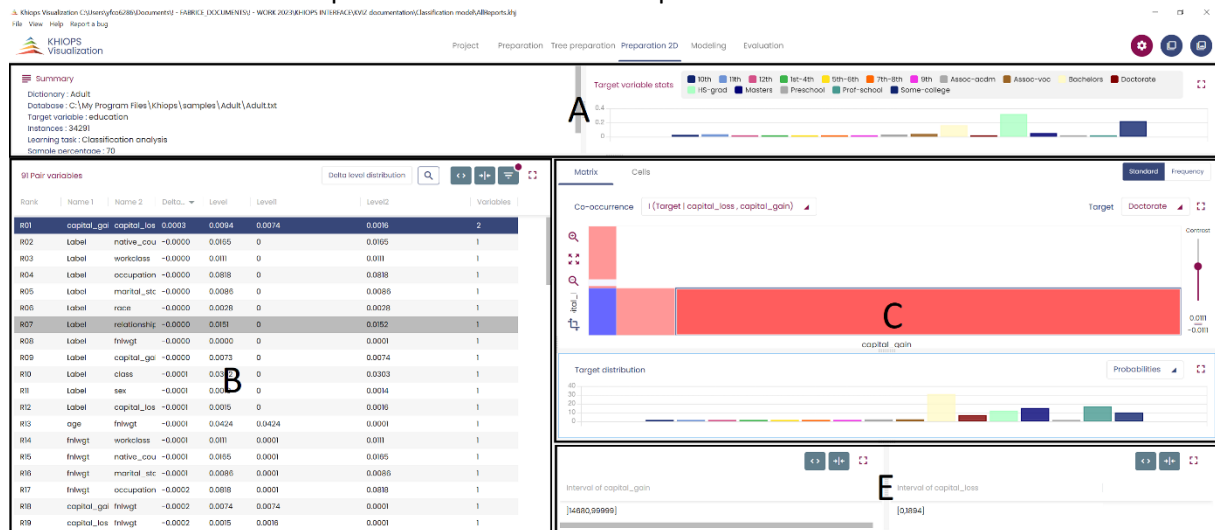 Khiops Visualization C:\Users\yfco6286\Documents\! - FABRICE_DOCUMENTS\! - WORK 2023\KHIOPS INTERFACE\KVIZ documentation\Classification model\AllReports.khj
File View Help Report a bug
KHIOPS
Visualization
Project Preparation Tree preparation Preparation 2D Modeling Evaluation
Summary
Dictionary : Adult
Database : C:\My Program Files\Khiops\samples\Adult\Adult.txt
Target variable : education
Instances : 34291
Learning task : Classification analysis
Sample percentage : 70
A
Target variable stats
10th 11th 12th 1st-4th 5th-6th 7th-8th 9th Assoc-acdm Assoc-voc Bachelors Doctorate
HS-grad Masters Preschool Prof-school Some-college
0.4
0.2
0
91 Pair variables
Delta level distribution
Rank Name 1 Name 2 Delta... Level Level1 Level2 Variables
R01 capital_gai capital_los 0.0003 0.0094 0.0074 0.0016 2
R02 Label native_cou -0.0000 0.0165 0 0.0165 1
R03 Label workclass -0.0000 0.0111 0 0.0111 1
R04 Label occupation -0.0000 0.0818 0 0.0818 1
R05 Label marital_stc -0.0000 0.0086 0 0.0086 1
R06 Label race -0.0000 0.0028 0 0.0028 1
R07 Label relationship -0.0000 0.0151 0 0.0152 1
R08 Label fnlwgt -0.0000 0.0000 0 0.0001 1
R09 Label capital_gai -0.0000 0.0073 0 0.0074 1
R10 Label class -0.0001 0 0.0303 1
R11 Label sex -0.0001 0 0.0014 1
R12 Label capital_los -0.0001 0.0015 0 0.0016 1
R13 age fnlwgt -0.0001 0.0424 0.0424 0.0001 1
R14 fnlwgt workclass -0.0001 0.0111 0.0001 0.0111 1
R15 fnlwgt native_cou -0.0001 0.0165 0.0001 0.0165 1
R16 fnlwgt marital_stc -0.0001 0.0086 0.0001 0.0086 1
R17 fnlwgt occupation -0.0002 0.0818 0.0001 0.0818 1
R18 capital_gai fnlwgt -0.0002 0.0074 0.0074 0.0001 1
R19 capital_los fnlwgt -0.0002 0.0015 0.0016 0.0001 1
B
Matrix Cells
Standard Frequency
Co-occurrence I (Target | capital_loss , capital_gain)
Target Doctorate
Contrast
0.0111
-0.0111
C
capital_gain
Target distribution
Probabilities
40
30
20
10
0
E
Interval of capital_gain
Interval of capital_loss
]14680,99999]
[0,1894]